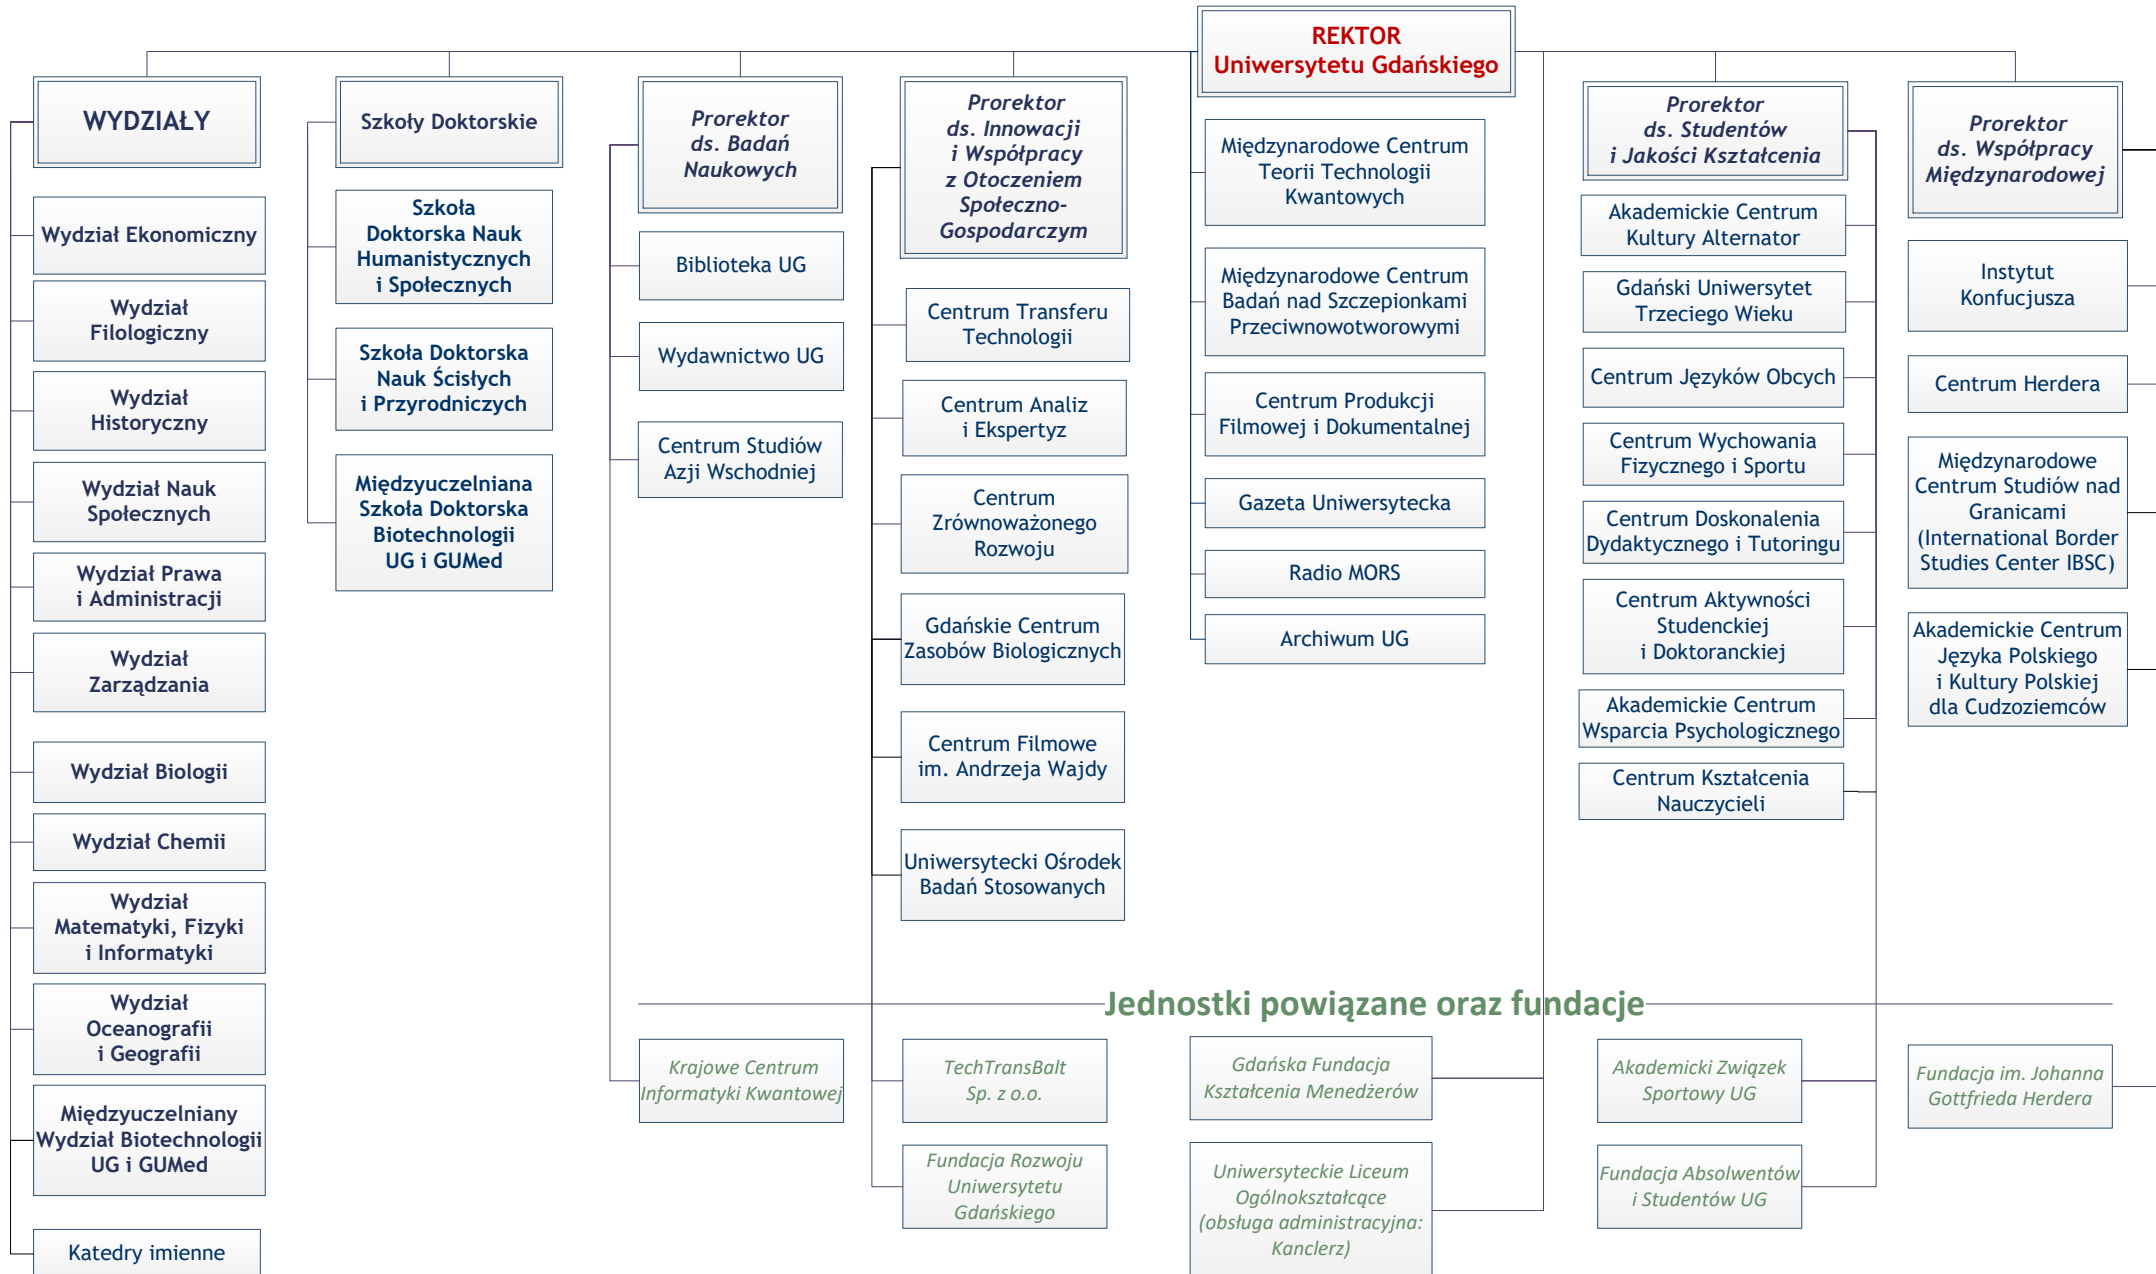 REKTOR
Uniwersytetu Gdańskiego
WYDZIAŁY
Wydział Ekonomiczny
Wydział
Filologiczny
Wydział
Historyczny
Wydział Nauk
Społecznych
Wydział Prawa
i Administracji
Wydział
Zarządzania
Wydział Biologii
Wydział Chemii
Wydział
Matematyki, Fizyki
i Informatyki
Wydział
Oceanografii
i Geografii
Międzyuczelniany
Wydział Biotechnologii
UG i GUMed
Katedry imienne
Szkoły Doktorskie
Szkoła
Doktorska Nauk
Humanistycznych
i Społecznych
Szkoła Doktorska
Nauk Ścisłych
i Przyrodniczych
Międzyuczelniana
Szkoła Doktorska
Biotechnologii
UG i GUMed
Prorektor
ds. Badań
Naukowych
Biblioteka UG
Wydawnictwo UG
Centrum Studiów
Azji Wschodniej
Prorektor
ds. Innowacji
i Współpracy
z Otoczeniem
Społeczno-
Gospodarczym
Centrum Transferu
Technologii
Centrum Analiz
i Ekspertyz
Centrum
Zrównoważonego
Rozwoju
Gdańskie Centrum
Zasobów Biologicznych
Centrum Filmowe
im. Andrzeja Wajdy
Uniwersytecki Ośrodek
Badań Stosowanych
Międzynarodowe Centrum
Teorii Technologii
Kwantowych
Międzynarodowe Centrum
Badań nad Szczepionkami
Przeciwnowotworowymi
Centrum Produkcji
Filmowej i Dokumentalnej
Gazeta Uniwersytecka
Radio MORS
Archiwum UG
Prorektor
ds. Studentów
i Jakości Kształcenia
Akademickie Centrum
Kultury Alternator
Gdański Uniwersytet
Trzeciego Wieku
Centrum Języków Obcych
Centrum Wychowania
Fizycznego i Sportu
Centrum Doskonalenia
Dydaktycznego i Tutoringu
Centrum Aktywności
Studenckiej
i Doktoranckiej
Akademickie Centrum
Wsparcia Psychologicznego
Centrum Kształcenia
Nauczycieli
Prorektor
ds. Współpracy
Międzynarodowej
Instytut
Konfucjusza
Centrum Herdera
Międzynarodowe
Centrum Studiów nad
Granicami
(International Border
Studies Center IBSC)
Akademickie Centrum
Języka Polskiego
i Kultury Polskiej
dla Cudzoziemców
Jednostki powiązane oraz fundacje
Krajowe Centrum
Informatyki Kwantowej
TechTransBalt
Sp. z o.o.
Fundacja Rozwoju
Uniwersytetu
Gdańskiego
Gdańska Fundacja
Kształcenia Menedżerów
Uniwersyteckie Liceum
Ogólnokształcące
(obsługa administracyjna:
Kanclerz)
Akademicki Związek
Sportowy UG
Fundacja Absolwentów
i Studentów UG
Fundacja im. Johanna
Gottfrieda Herdera